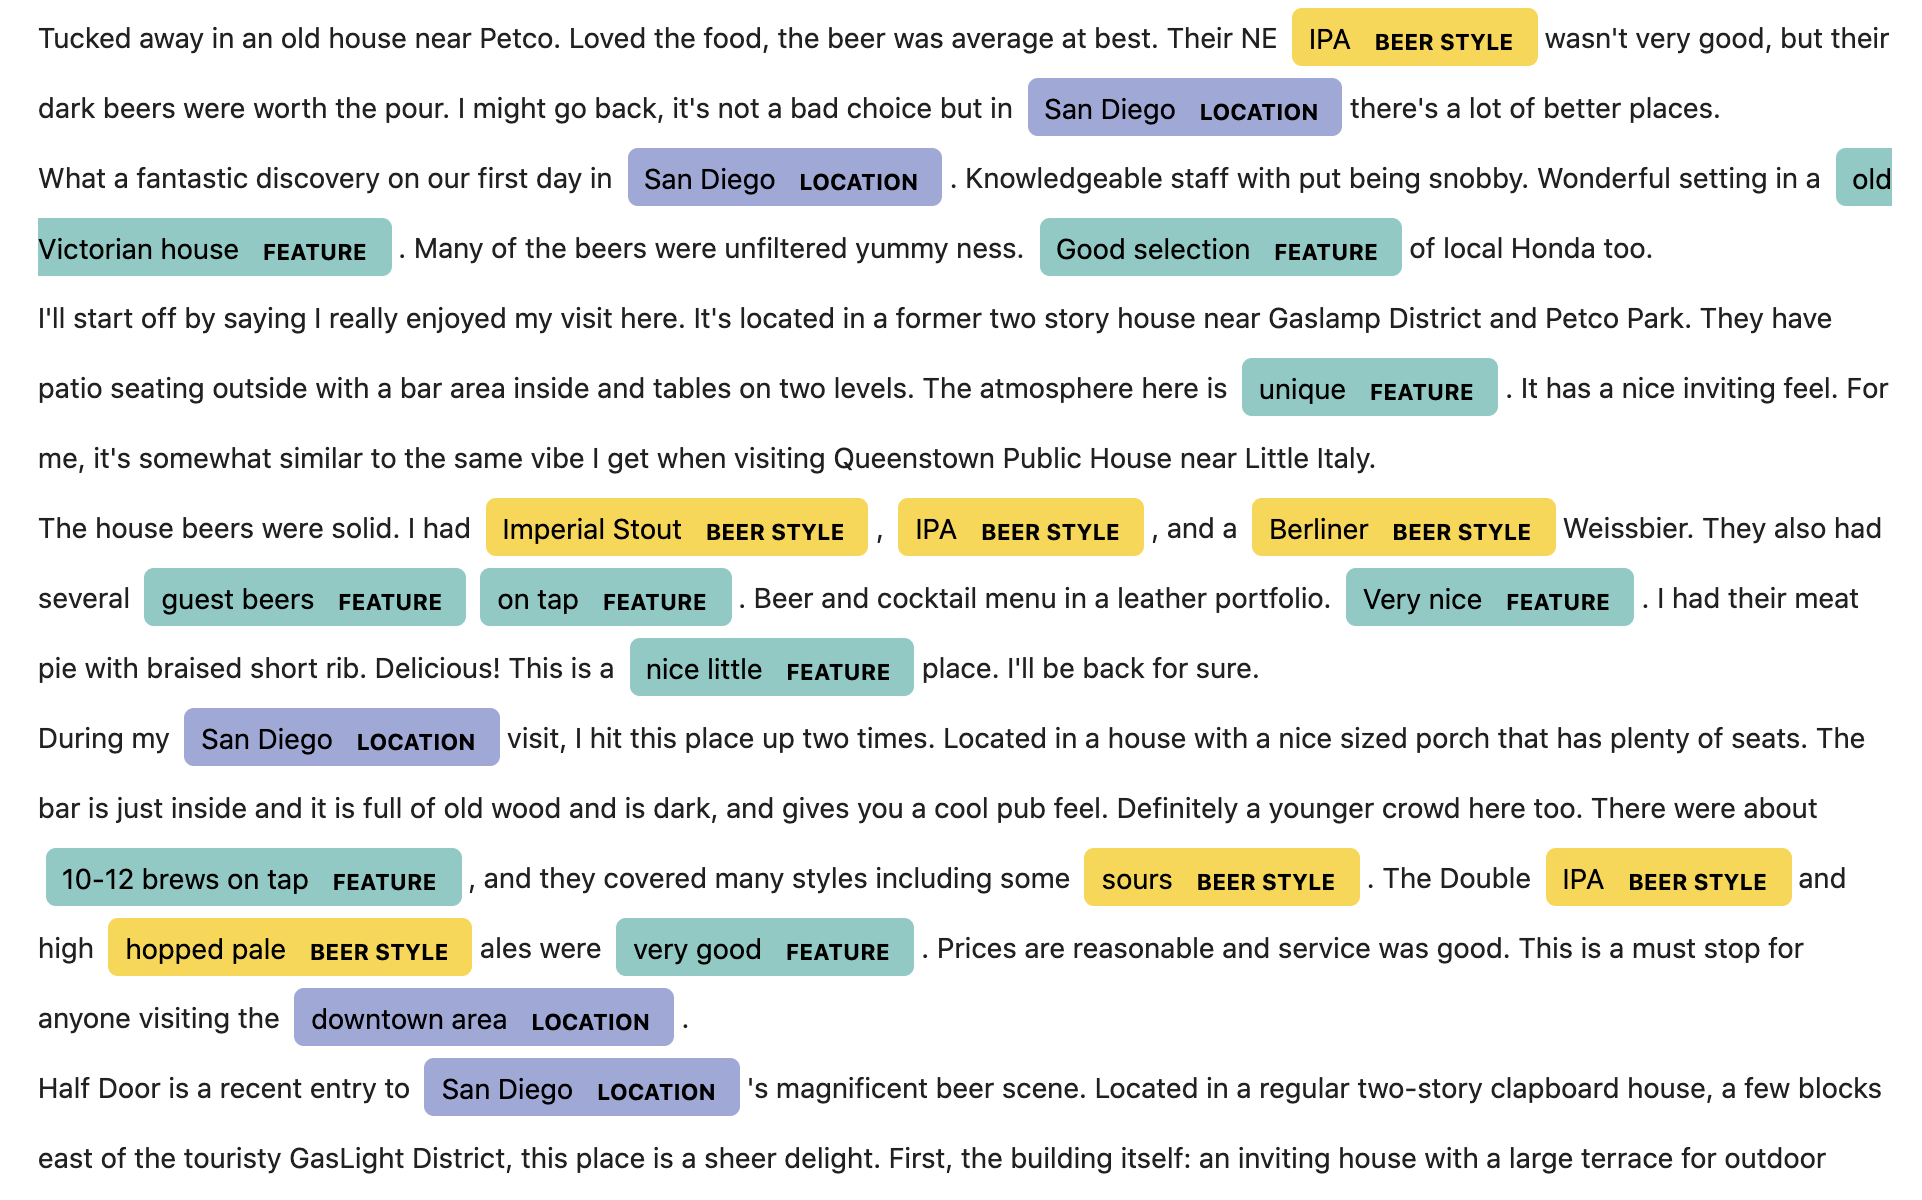 Tucked away in an old house near Petco. Loved the food, the beer was average at best. Their NE IPA BEER STYLE wasn't very good, but their
dark beers were worth the pour. I might go back, it's not a bad choice but in San Diego LOCATION there's a lot of better places.
What a fantastic discovery on our first day in San Diego LOCATION . Knowledgeable staff with put being snobby. Wonderful setting in a old
Victorian house FEATURE . Many of the beers were unfiltered yummy ness. Good selection FEATURE of local Honda too.
I'll start off by saying I really enjoyed my visit here. It's located in a former two story house near Gaslamp District and Petco Park. They have
patio seating outside with a bar area inside and tables on two levels. The atmosphere here is unique FEATURE . It has a nice inviting feel. For
me, it's somewhat similar to the same vibe I get when visiting Queenstown Public House near Little Italy.
The house beers were solid. I had Imperial Stout BEER STYLE , IPA BEER STYLE , and a Berliner BEER STYLE Weissbier. They also had
several guest beers FEATURE on tap FEATURE . Beer and cocktail menu in a leather portfolio. Very nice FEATURE . I had their meat
pie with braised short rib. Delicious! This is a nice little FEATURE place. I'll be back for sure.
During my San Diego LOCATION visit, I hit this place up two times. Located in a house with a nice sized porch that has plenty of seats. The
bar is just inside and it is full of old wood and is dark, and gives you a cool pub feel. Definitely a younger crowd here too. There were about
10-12 brews on tap FEATURE , and they covered many styles including some sours BEER STYLE . The Double IPA BEER STYLE and
high hopped pale BEER STYLE ales were very good FEATURE . Prices are reasonable and service was good. This is a must stop for
anyone visiting the downtown area LOCATION .
Half Door is a recent entry to San Diego LOCATION 's magnificent beer scene. Located in a regular two-story clapboard house, a few blocks
east of the touristy GasLight District, this place is a sheer delight. First, the building itself: an inviting house with a large terrace for outdoor